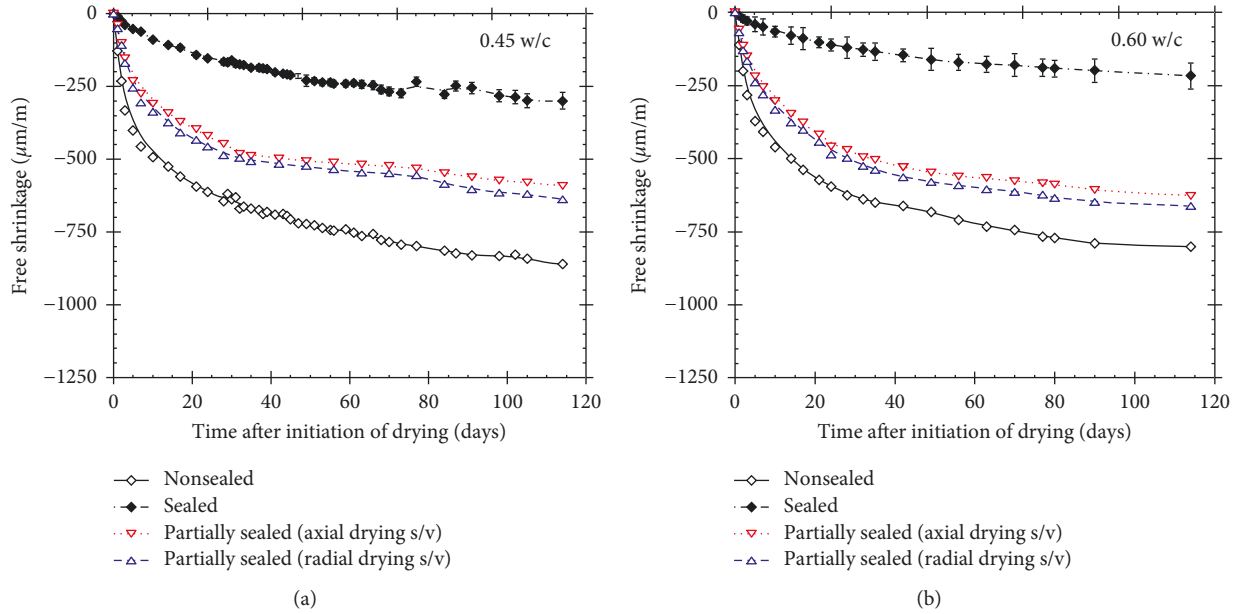 0.45 w/c
Free shrinkage (μm/m)
0
−250
−500
−750
−1000
−1250
0 20 40 60 80 100 120
Time after initiation of drying (days)
Nonsealed
Sealed
Partially sealed (axial drying s/v)
Partially sealed (radial drying s/v)
(a)
0.60 w/c
Free shrinkage (μm/m)
0
−250
−500
−750
−1000
−1250
0 20 40 60 80 100 120
Time after initiation of drying (days)
Nonsealed
Sealed
Partially sealed (axial drying s/v)
Partially sealed (radial drying s/v)
(b)